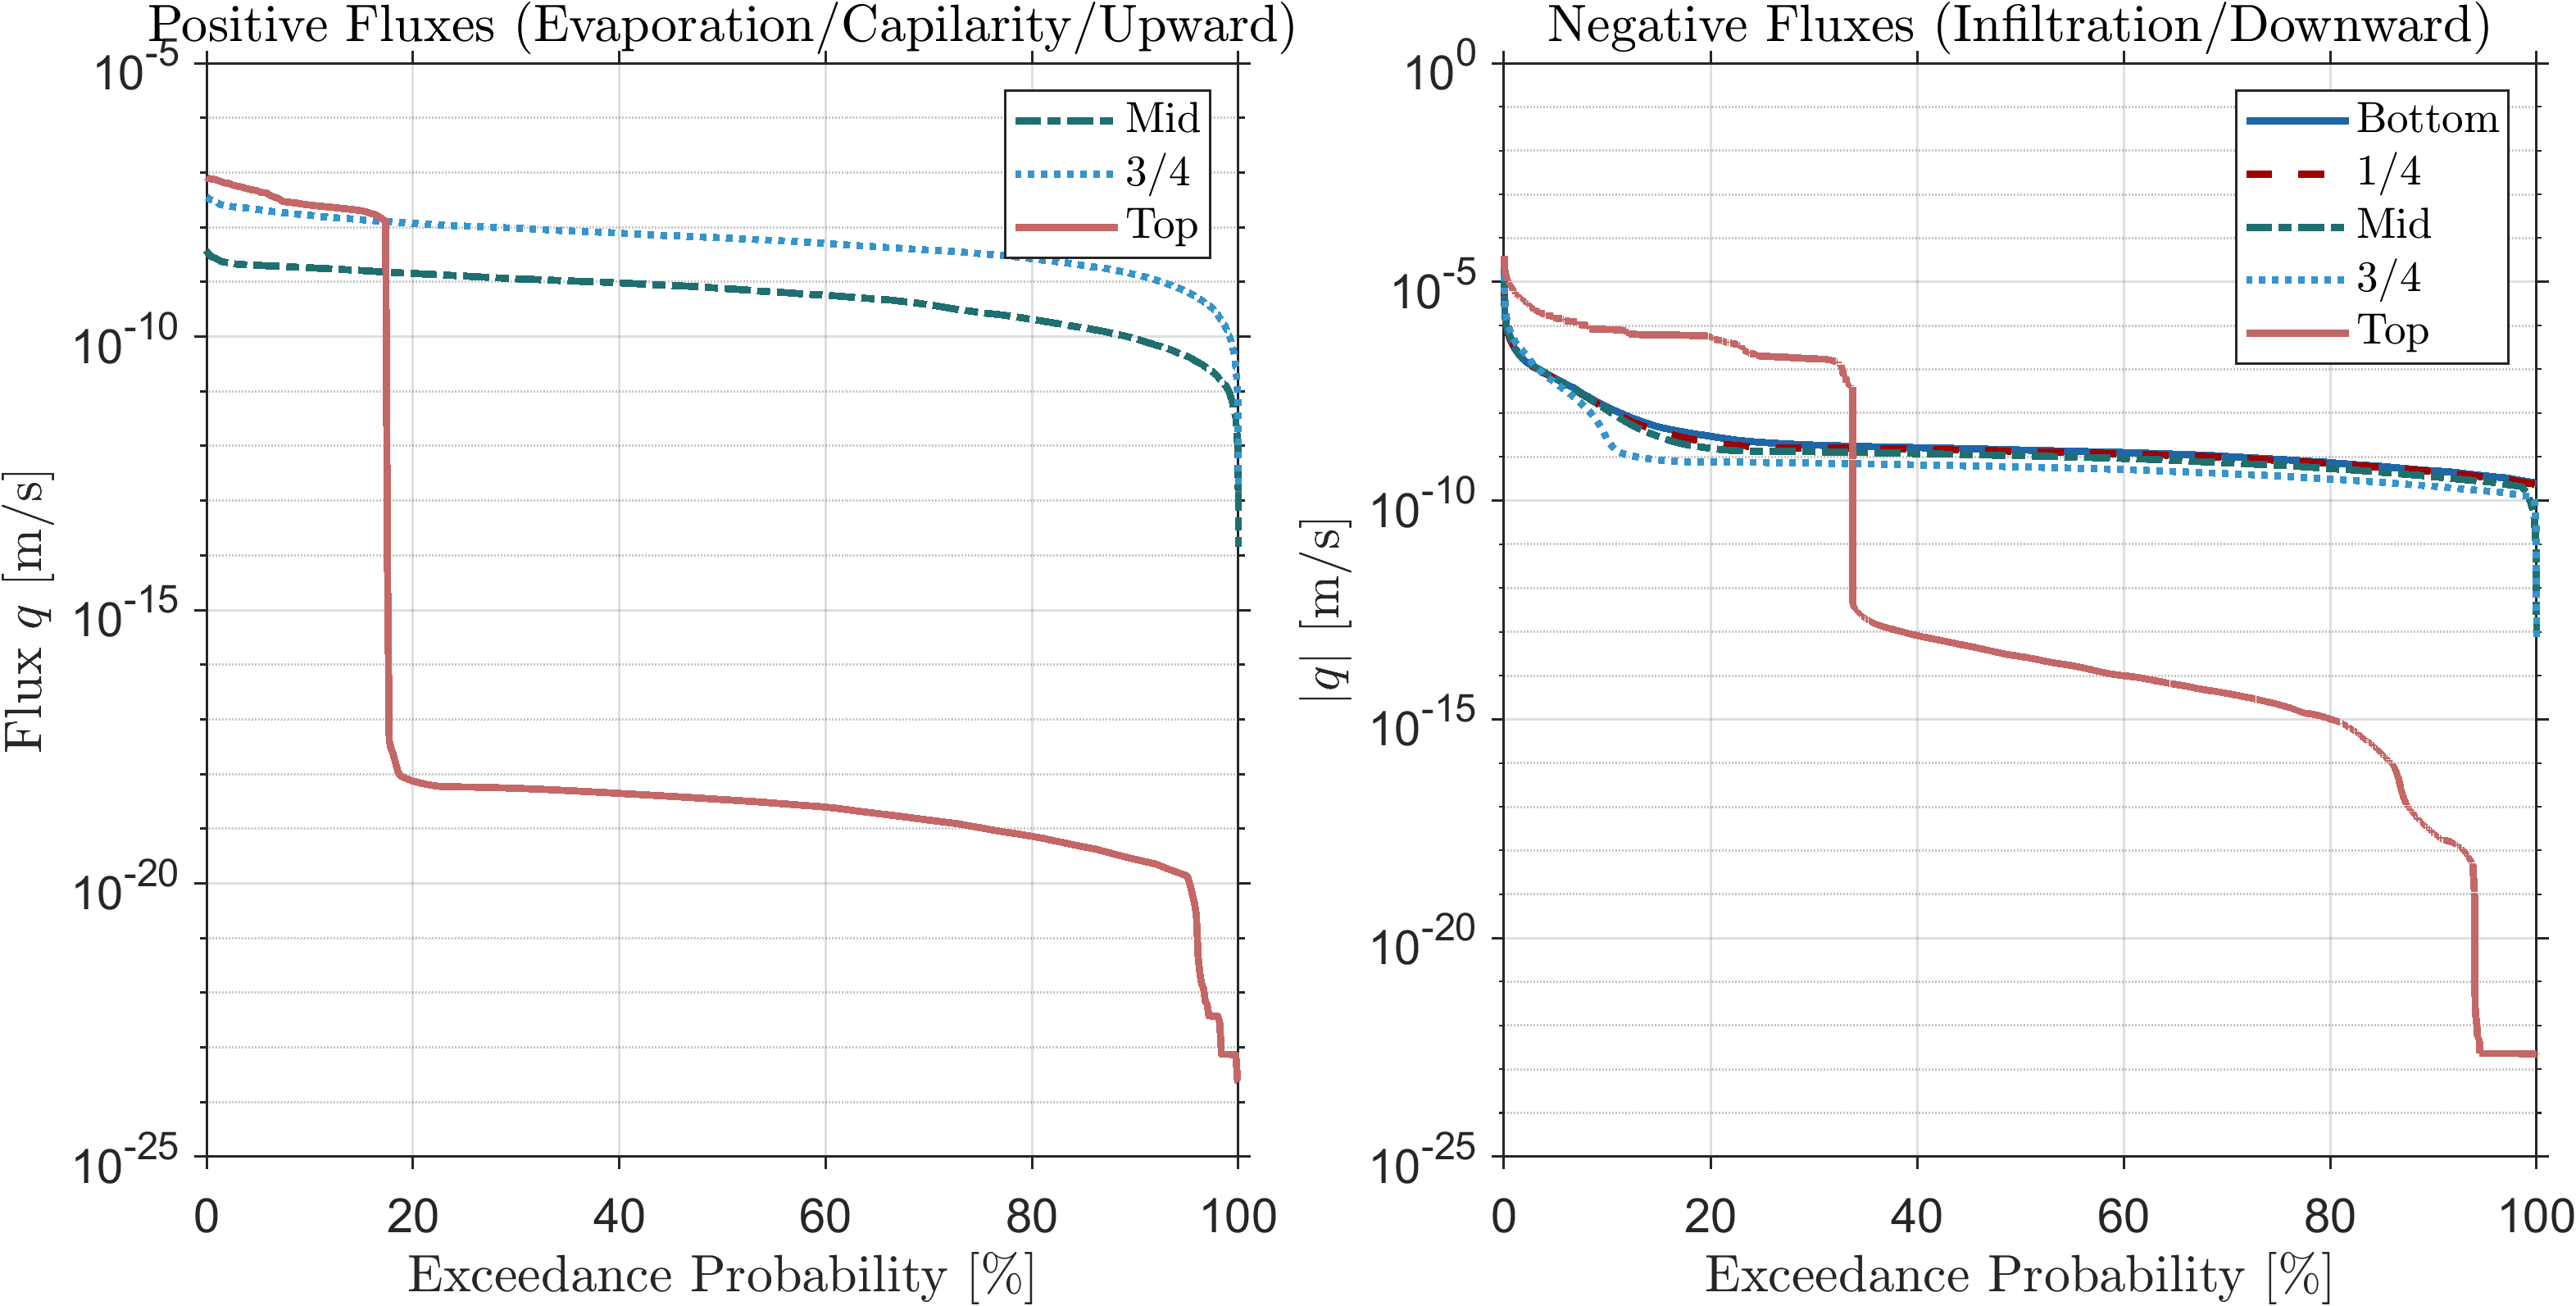 Positive Fluxes (Evaporation/Capilarity/Upward)
10^-5
10^-10
10^-15
10^-20
10^-25
Flux q [m/s]
Mid
3/4
Top
0 20 40 60 80 100
Exceedance Probability [%]
Negative Fluxes (Infiltration/Downward)
10^0
10^-5
10^-10
10^-15
10^-20
10^-25
|q| [m/s]
Bottom
1/4
Mid
3/4
Top
0 20 40 60 80 100
Exceedance Probability [%]